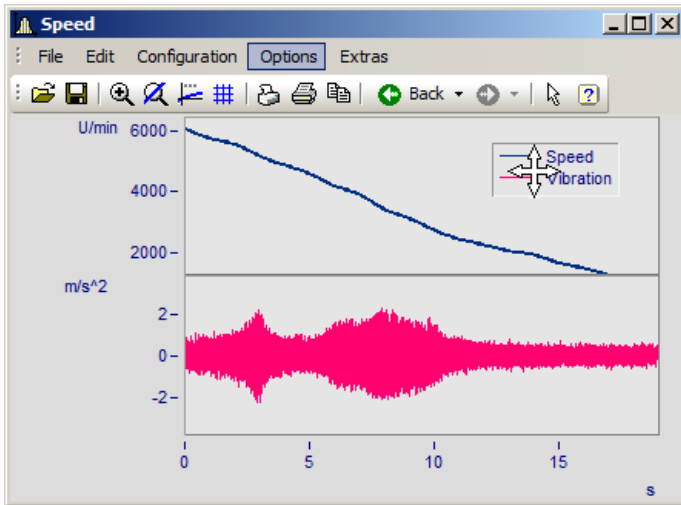 Speed
File Edit Configuration Options Extras
Back
U/min 6000
4000
2000
Speed
Vibration
m/s^2
2
0
-2
0 5 10 15
s